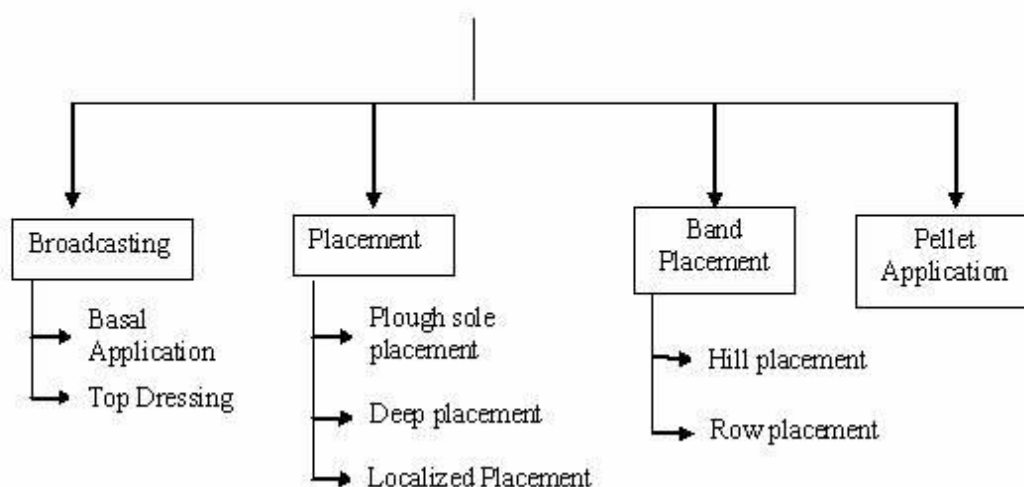 Broadcasting
Basal
Application
Top Dressing
Placement
Plough sole
placement
Deep placement
Localized Placement
Band
Placement
Hill placement
Row placement
Pellet
Application